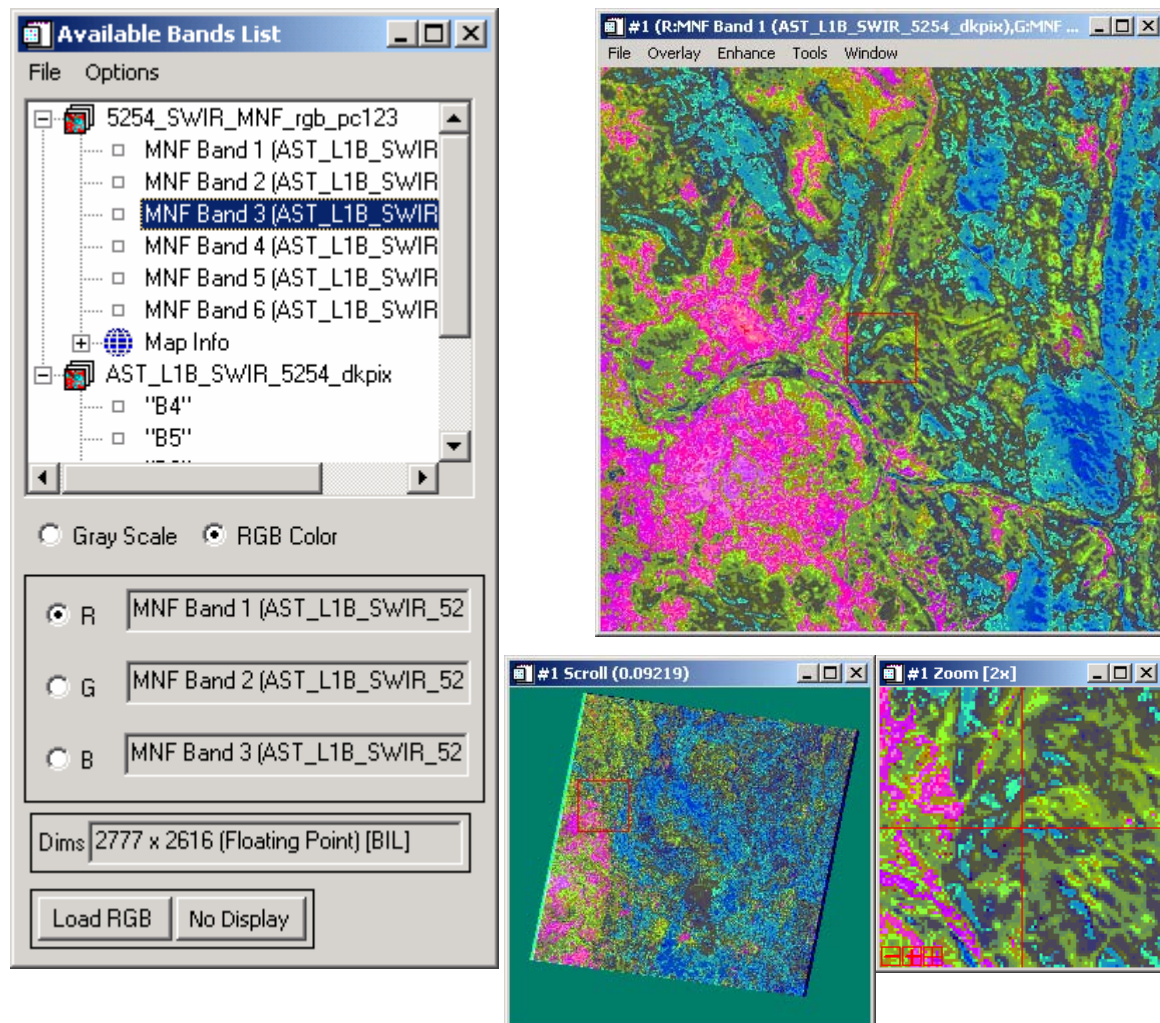 Available Bands List
File Options
5254_SWIR_MNF_rgb_pc123
MNF Band 1 (AST_L1B_SWIR
MNF Band 2 (AST_L1B_SWIR
MNF Band 3 (AST_L1B_SWIR
MNF Band 4 (AST_L1B_SWIR
MNF Band 5 (AST_L1B_SWIR
MNF Band 6 (AST_L1B_SWIR
Map Info
AST_L1B_SWIR_5254_dkpix
"B4"
"B5"
Gray Scale RGB Color
R MNF Band 1 (AST_L1B_SWIR_52
G MNF Band 2 (AST_L1B_SWIR_52
B MNF Band 3 (AST_L1B_SWIR_52
Dims 2777 x 2616 (Floating Point) [BIL]
Load RGB No Display
#1 (R:MNF Band 1 (AST_L1B_SWIR_5254_dkpix),G:MNF ...
File Overlay Enhance Tools Window
#1 Scroll (0.09219)
#1 Zoom [2x]